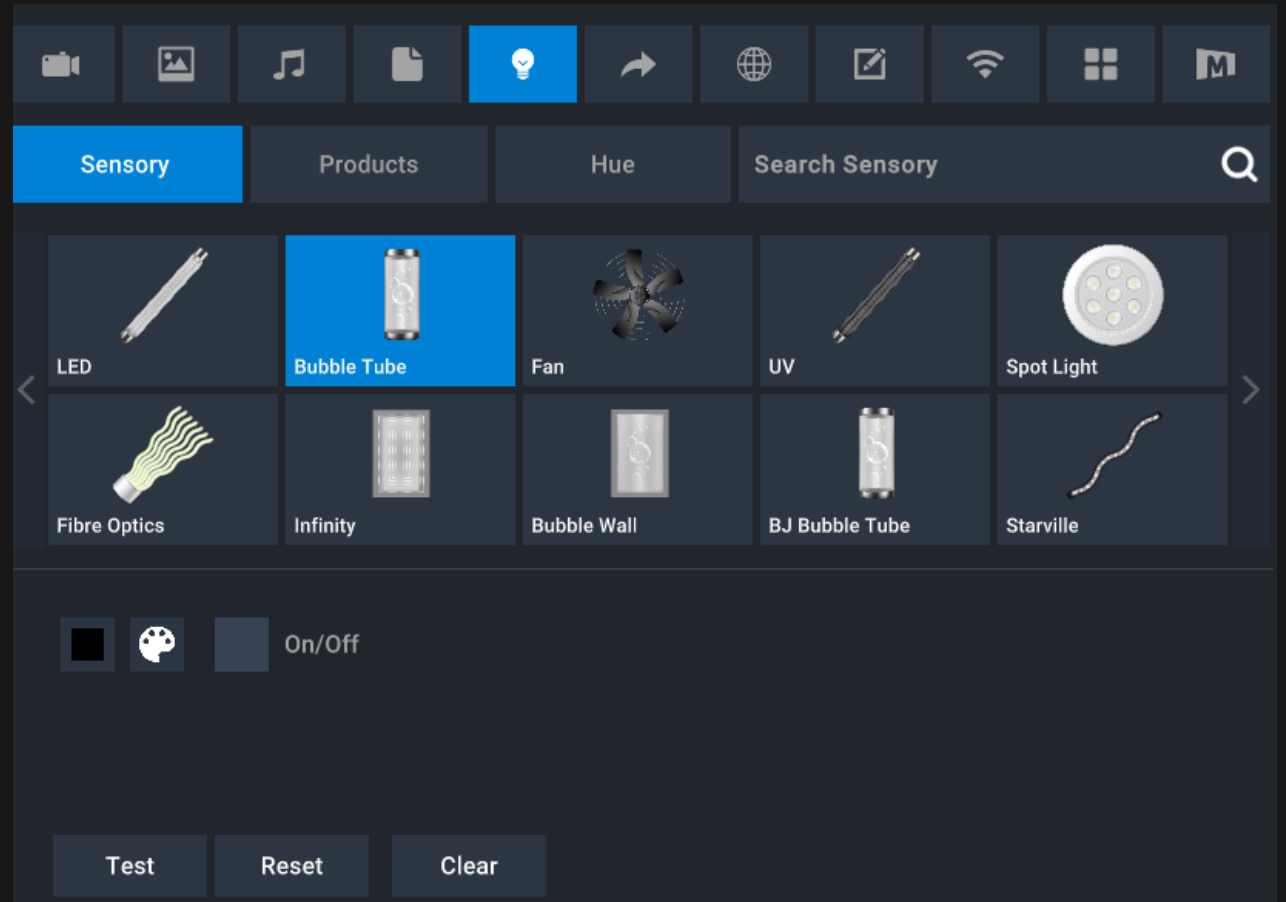 M
Sensory
Products
Hue
Search Sensory
LED
Bubble Tube
Fan
UV
Spot Light
Fibre Optics
Infinity
Bubble Wall
BJ Bubble Tube
Starville
On/Off
Test
Reset
Clear